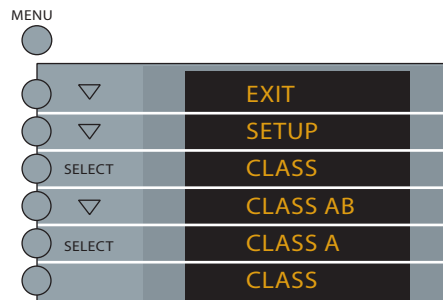 MENU
▽ EXIT
▽ SETUP
SELECT CLASS
▽ CLASS AB
SELECT CLASS A
CLASS